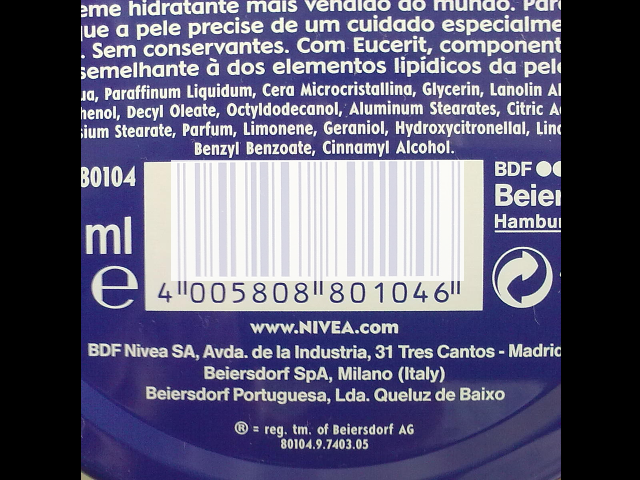 eme hidratante mais vendido do mundo. Para
que a pele precise de um cuidado especialme
. Sem conservantes. Com Eucerit, component
semelhante à dos elementos lipídicos da pele
ua, Paraffinum Liquidum, Cera Microcristallina, Glycerin, Lanolin Al
henol, Decyl Oleate, Octyldodecanol, Aluminum Stearates, Citric A
sium Stearate, Parfum, Limonene, Geraniol, Hydroxycitronellal, Lin
Benzyl Benzoate, Cinnamyl Alcohol.
80104
BDF
Beier
Hambur
ml
e
4 005808 801046
www.NIVEA.com
BDF Nivea SA, Avda. de la Industria, 31 Tres Cantos - Madrid
Beiersdorf SpA, Milano (Italy)
Beiersdorf Portuguesa, Lda. Queluz de Baixo
® = reg. tm. of Beiersdorf AG
80104.9.7403.05